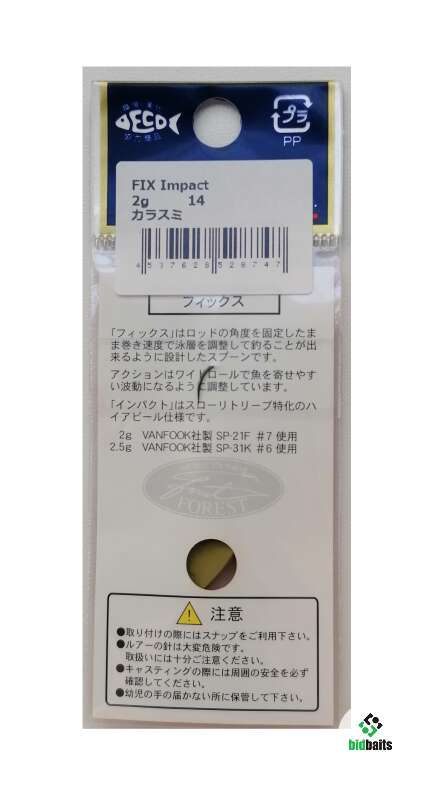 ECO
プラ
PP
FIX Impact
2g 14
カラスミ
4 537628 528747
フィックス
「フィックス」はロッドの角度を固定したま
ま巻き速度で泳層を調整して釣ることが出
来るように設計したスプーンです。
アクションはワイドロールで魚を寄せやす
い波動になるように調整しています。
「インパクト」はスローリトリーブ特化のハ
イアピール仕様です。
2g VANFOOK社製 SP-21F #7 使用
2.5g VANFOOK社製 SP-31K #6 使用
FOREST
注意
●取り付けの際にはスナップをご利用下さい。
●ルアーの針は大変危険です。
取扱いには十分ご注意ください。
●キャスティングの際には周囲の安全を必ず
確認してください。
●幼児の手の届かない所に保管して下さい。
bidbaits